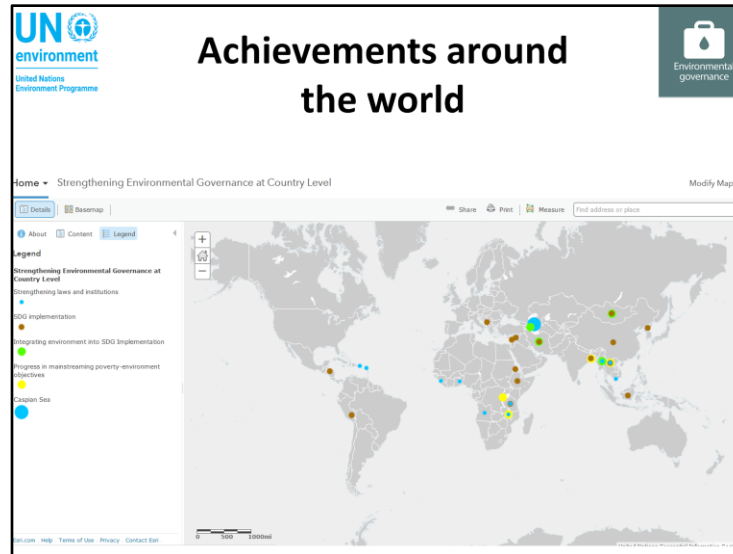 UN
environment
United Nations
Environment Programme
Achievements around
the world
Environmental
governance
Home Strengthening Environmental Governance at Country Level
Modify Map
Details Basemap
Share Print Measure Find address or place
About Content Legend
Legend
Strengthening Environmental Governance at
Country Level
Strengthening laws and institutions
SDG implementation
Integrating environment into SDG Implementation
Progress in mainstreaming poverty-environment
objectives
Caspian Sea
+
-
0 500 1000mi
Esri.com Help Terms of Use Privacy Contact Esri